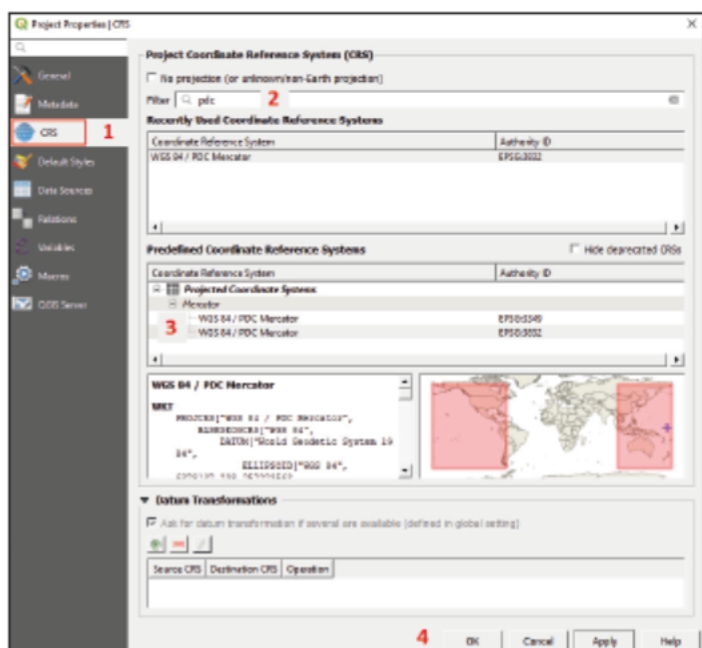 Project Properties | CRS
General
Metadata
CRS 1
Default Styles
Data Sources
Relations
Variables
Macros
QGIS Server
Project Coordinate Reference System (CRS)
No projection (or unknown/non-Earth projection)
Filter pdc 2
Recently Used Coordinate Reference Systems
Coordinate Reference System Authority ID
WGS 84 / PDC Mercator EPSG:3832
Predefined Coordinate Reference Systems Hide deprecated CRSs
Coordinate Reference System Authority ID
Projected Coordinate Systems
Mercator
WGS 84 / PDC Mercator EPSG:3349
3 WGS 84 / PDC Mercator EPSG:3832
WGS 84 / PDC Mercator
WKT
PROJCRS["WGS 84 / PDC Mercator",
BASEGEOGCRS["WGS 84",
DATUM["World Geodetic System 19
84",
ELLIPSOID["WGS 84",
Datum Transformations
Ask for datum transformation if several are available (defined in global setting)
Source CRS Destination CRS Operation
4 OK Cancel Apply Help